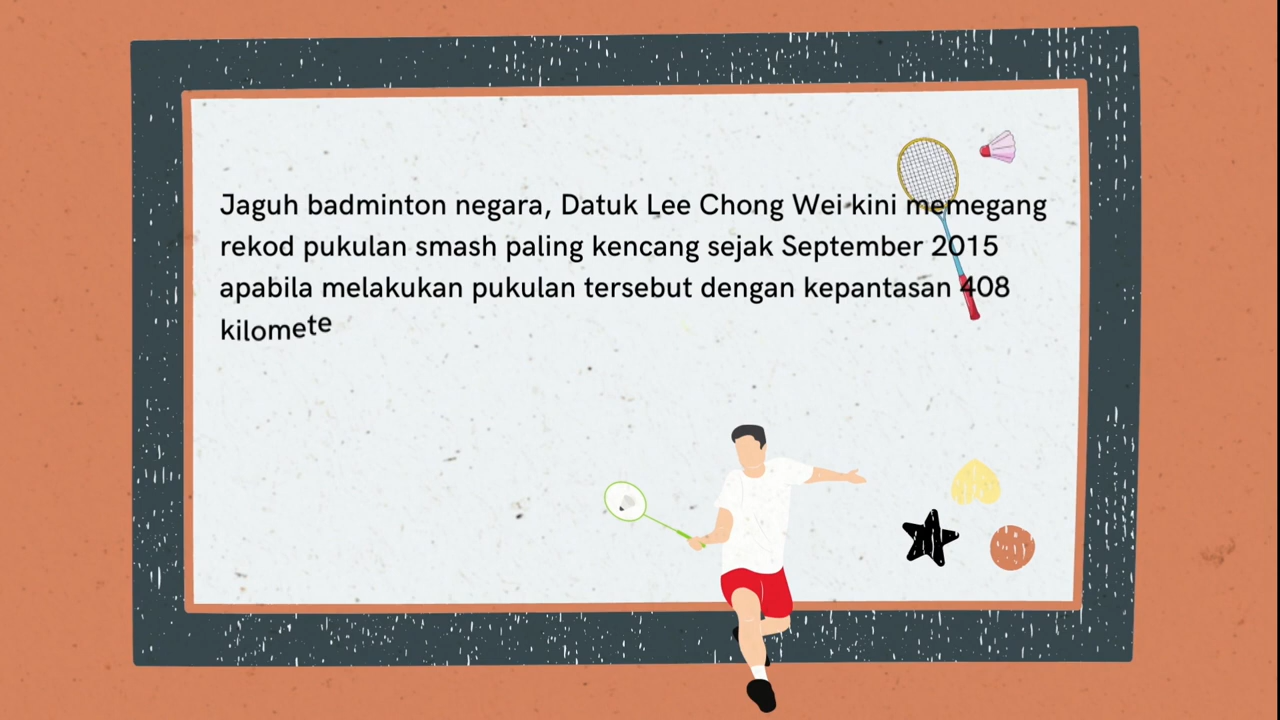 Jaguh badminton negara, Datuk Lee Chong Wei kini memegang
rekod pukulan smash paling kencang sejak September 2015
apabila melakukan pukulan tersebut dengan kepantasan 408
kilomete